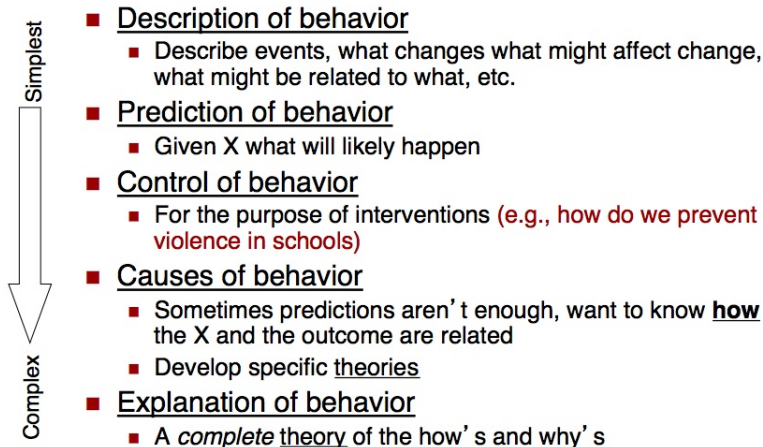 Simplest
Complex
■ Description of behavior
■ Describe events, what changes what might affect change,
what might be related to what, etc.
■ Prediction of behavior
■ Given X what will likely happen
■ Control of behavior
■ For the purpose of interventions (e.g., how do we prevent
violence in schools)
■ Causes of behavior
■ Sometimes predictions aren’t enough, want to know how
the X and the outcome are related
■ Develop specific theories
■ Explanation of behavior
■ A complete theory of the how’s and why’s